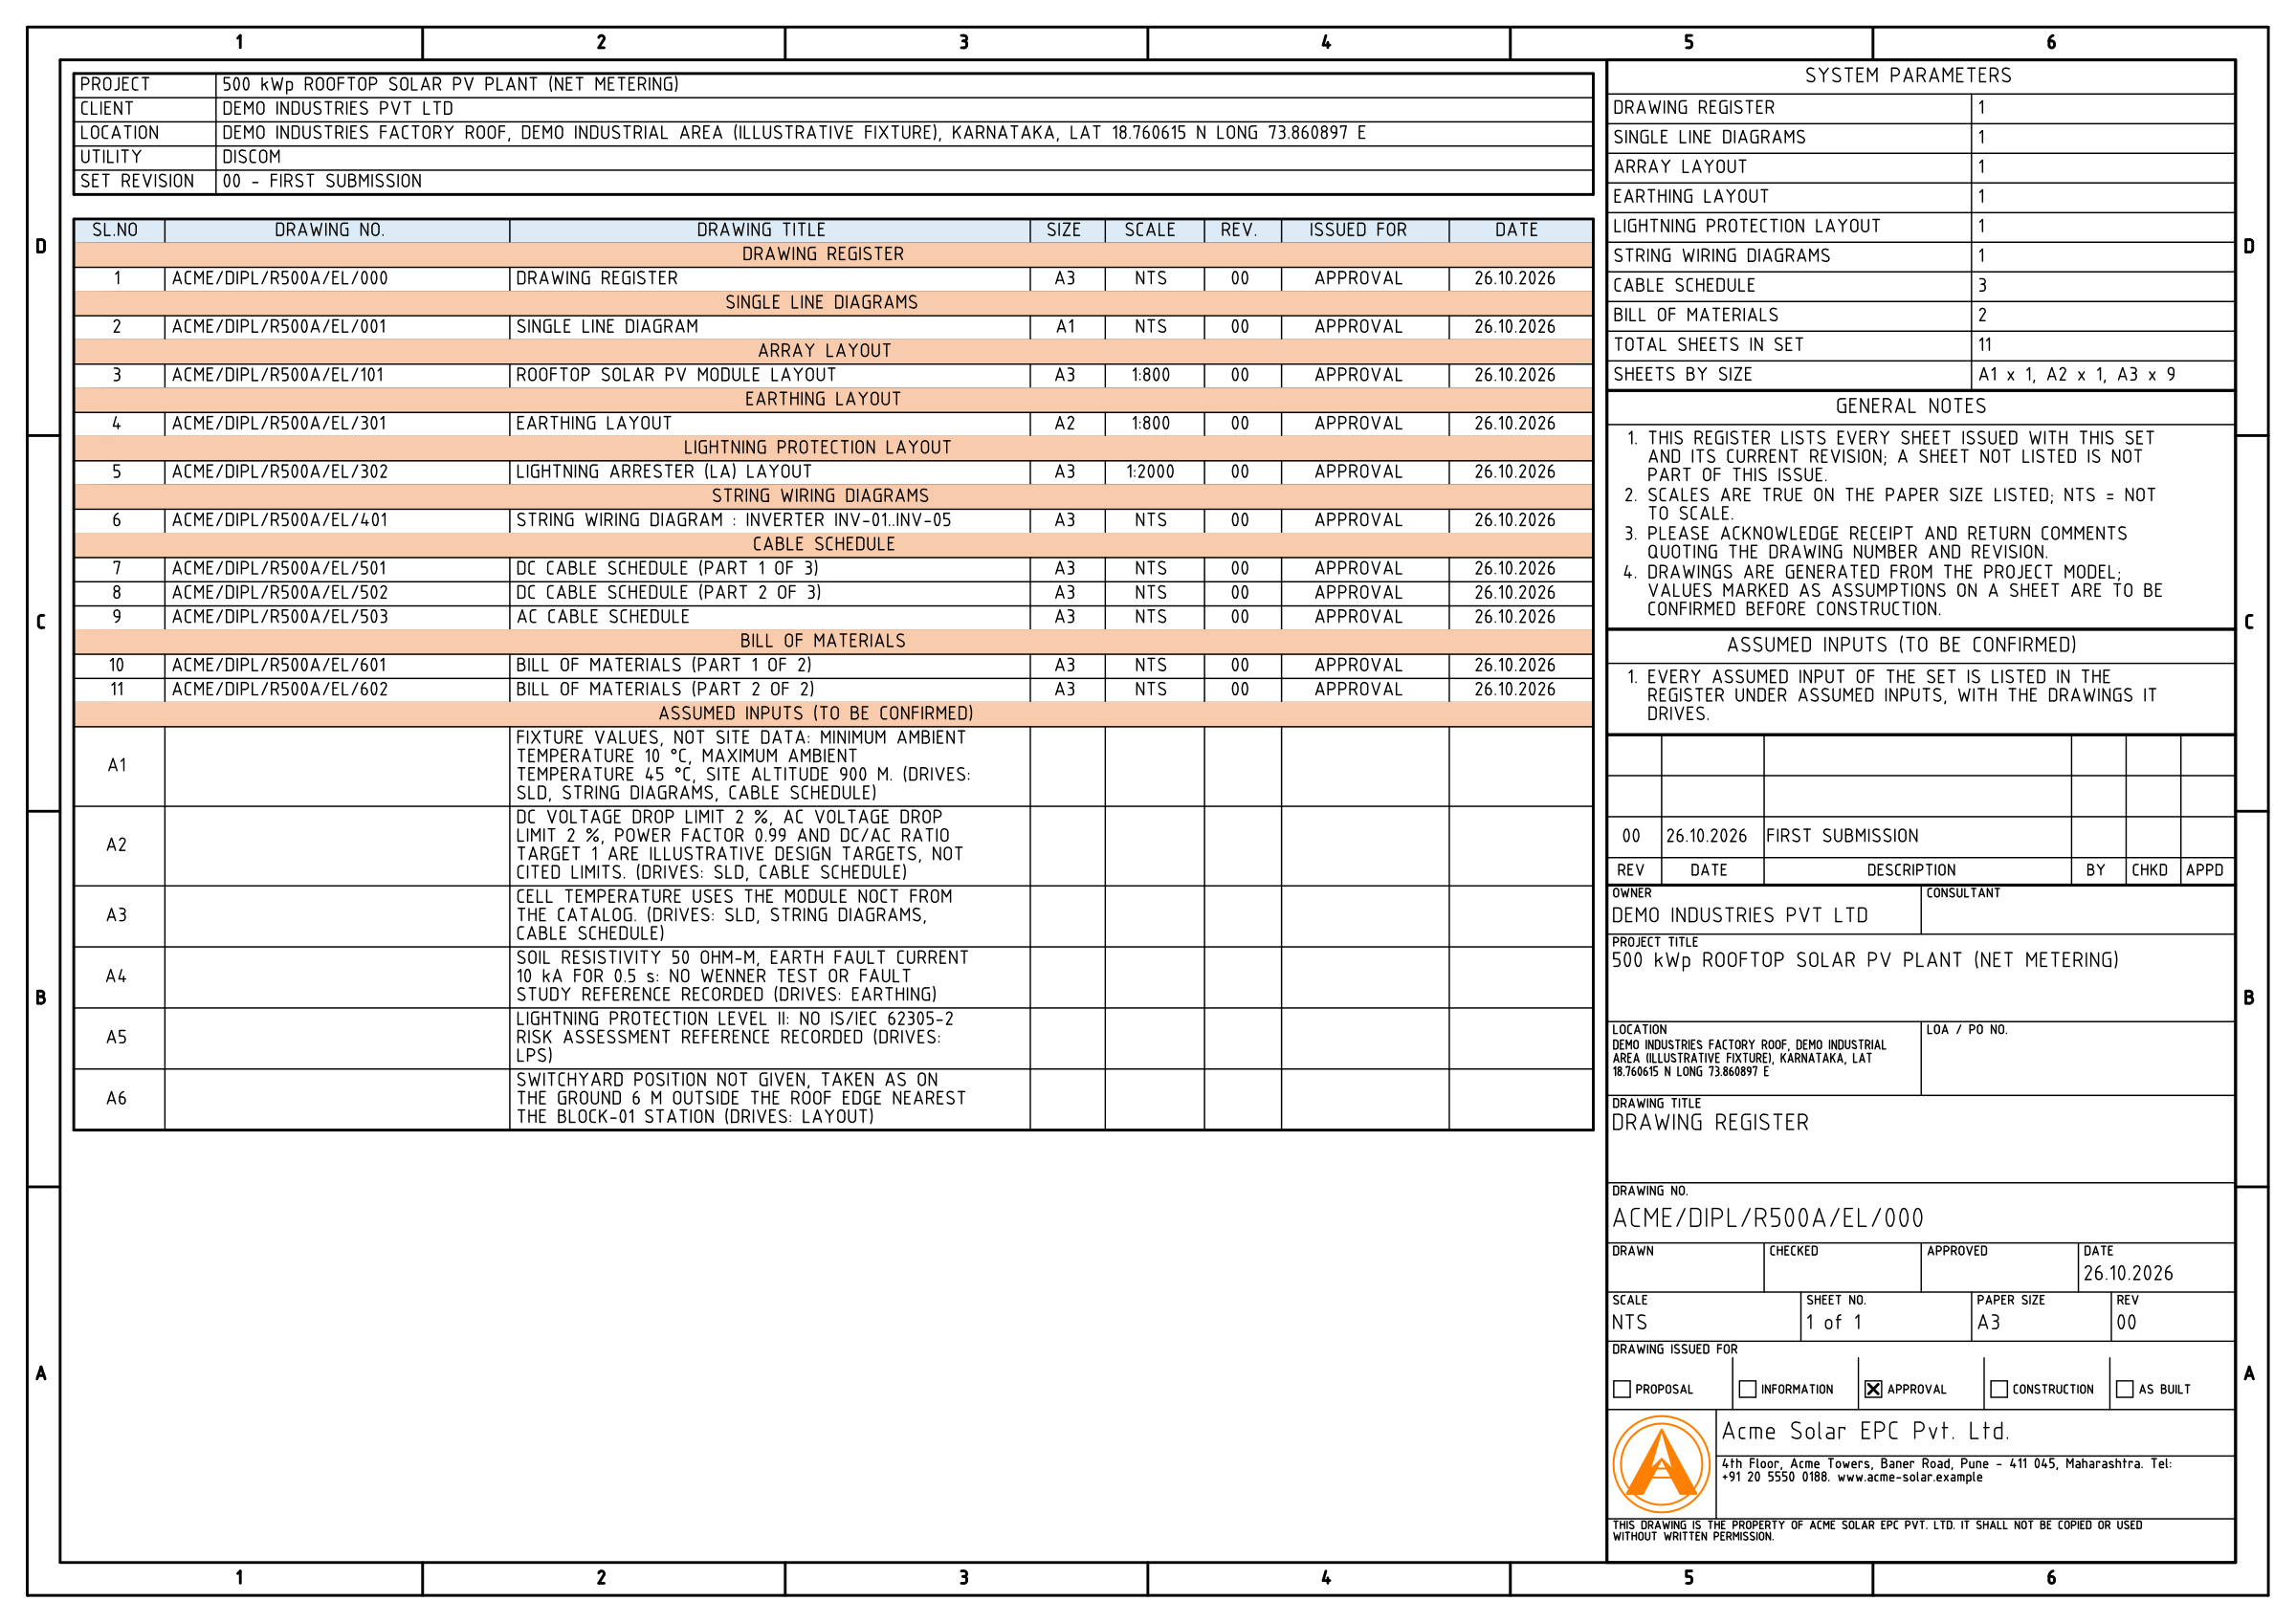 1 2 3 4 5 6
PROJECT 500 kWp ROOFTOP SOLAR PV PLANT (NET METERING)
CLIENT DEMO INDUSTRIES PVT LTD
LOCATION DEMO INDUSTRIES FACTORY ROOF, DEMO INDUSTRIAL AREA (ILLUSTRATIVE FIXTURE), KARNATAKA, LAT 18.760615 N LONG 73.860897 E
UTILITY DISCOM
SET REVISION 00 - FIRST SUBMISSION
SL.NO DRAWING NO. DRAWING TITLE SIZE SCALE REV. ISSUED FOR DATE
DRAWING REGISTER
1 ACME/DIPL/R500A/EL/000 DRAWING REGISTER A3 NTS 00 APPROVAL 26.10.2026
SINGLE LINE DIAGRAMS
2 ACME/DIPL/R500A/EL/001 SINGLE LINE DIAGRAM A1 NTS 00 APPROVAL 26.10.2026
ARRAY LAYOUT
3 ACME/DIPL/R500A/EL/101 ROOFTOP SOLAR PV MODULE LAYOUT A3 1:800 00 APPROVAL 26.10.2026
EARTHING LAYOUT
4 ACME/DIPL/R500A/EL/301 EARTHING LAYOUT A2 1:800 00 APPROVAL 26.10.2026
LIGHTNING PROTECTION LAYOUT
5 ACME/DIPL/R500A/EL/302 LIGHTNING ARRESTER (LA) LAYOUT A3 1:2000 00 APPROVAL 26.10.2026
STRING WIRING DIAGRAMS
6 ACME/DIPL/R500A/EL/401 STRING WIRING DIAGRAM : INVERTER INV-01..INV-05 A3 NTS 00 APPROVAL 26.10.2026
CABLE SCHEDULE
7 ACME/DIPL/R500A/EL/501 DC CABLE SCHEDULE (PART 1 OF 3) A3 NTS 00 APPROVAL 26.10.2026
8 ACME/DIPL/R500A/EL/502 DC CABLE SCHEDULE (PART 2 OF 3) A3 NTS 00 APPROVAL 26.10.2026
9 ACME/DIPL/R500A/EL/503 AC CABLE SCHEDULE A3 NTS 00 APPROVAL 26.10.2026
BILL OF MATERIALS
10 ACME/DIPL/R500A/EL/601 BILL OF MATERIALS (PART 1 OF 2) A3 NTS 00 APPROVAL 26.10.2026
11 ACME/DIPL/R500A/EL/602 BILL OF MATERIALS (PART 2 OF 2) A3 NTS 00 APPROVAL 26.10.2026
ASSUMED INPUTS (TO BE CONFIRMED)
A1
FIXTURE VALUES, NOT SITE DATA: MINIMUM AMBIENT
TEMPERATURE 10 °C, MAXIMUM AMBIENT
TEMPERATURE 45 °C, SITE ALTITUDE 900 M. (DRIVES:
SLD, STRING DIAGRAMS, CABLE SCHEDULE)
A2
DC VOLTAGE DROP LIMIT 2 %, AC VOLTAGE DROP
LIMIT 2 %, POWER FACTOR 0.99 AND DC/AC RATIO
TARGET 1 ARE ILLUSTRATIVE DESIGN TARGETS, NOT
CITED LIMITS. (DRIVES: SLD, CABLE SCHEDULE)
A3
CELL TEMPERATURE USES THE MODULE NOCT FROM
THE CATALOG. (DRIVES: SLD, STRING DIAGRAMS,
CABLE SCHEDULE)
A4
SOIL RESISTIVITY 50 OHM-M, EARTH FAULT CURRENT
10 kA FOR 0.5 s: NO WENNER TEST OR FAULT
STUDY REFERENCE RECORDED (DRIVES: EARTHING)
A5
LIGHTNING PROTECTION LEVEL II: NO IS/IEC 62305-2
RISK ASSESSMENT REFERENCE RECORDED (DRIVES:
LPS)
A6
SWITCHYARD POSITION NOT GIVEN, TAKEN AS ON
THE GROUND 6 M OUTSIDE THE ROOF EDGE NEAREST
THE BLOCK-01 STATION (DRIVES: LAYOUT)
SYSTEM PARAMETERS
DRAWING REGISTER 1
SINGLE LINE DIAGRAMS 1
ARRAY LAYOUT 1
EARTHING LAYOUT 1
LIGHTNING PROTECTION LAYOUT 1
STRING WIRING DIAGRAMS 1
CABLE SCHEDULE 3
BILL OF MATERIALS 2
TOTAL SHEETS IN SET 11
SHEETS BY SIZE A1 x 1, A2 x 1, A3 x 9
GENERAL NOTES
1. THIS REGISTER LISTS EVERY SHEET ISSUED WITH THIS SET
AND ITS CURRENT REVISION; A SHEET NOT LISTED IS NOT
PART OF THIS ISSUE.
2. SCALES ARE TRUE ON THE PAPER SIZE LISTED; NTS = NOT
TO SCALE.
3. PLEASE ACKNOWLEDGE RECEIPT AND RETURN COMMENTS
QUOTING THE DRAWING NUMBER AND REVISION.
4. DRAWINGS ARE GENERATED FROM THE PROJECT MODEL;
VALUES MARKED AS ASSUMPTIONS ON A SHEET ARE TO BE
CONFIRMED BEFORE CONSTRUCTION.
ASSUMED INPUTS (TO BE CONFIRMED)
1. EVERY ASSUMED INPUT OF THE SET IS LISTED IN THE
REGISTER UNDER ASSUMED INPUTS, WITH THE DRAWINGS IT
DRIVES.
00 26.10.2026 FIRST SUBMISSION
REV DATE DESCRIPTION BY CHKD APPD
OWNER CONSULTANT
DEMO INDUSTRIES PVT LTD
PROJECT TITLE
500 kWp ROOFTOP SOLAR PV PLANT (NET METERING)
LOCATION LOA / PO NO.
DEMO INDUSTRIES FACTORY ROOF, DEMO INDUSTRIAL
AREA (ILLUSTRATIVE FIXTURE), KARNATAKA, LAT
18.760615 N LONG 73.860897 E
DRAWING TITLE
DRAWING REGISTER
DRAWING NO.
ACME/DIPL/R500A/EL/000
DRAWN CHECKED APPROVED DATE
26.10.2026
SCALE SHEET NO. PAPER SIZE REV
NTS 1 of 1 A3 00
DRAWING ISSUED FOR
PROPOSAL INFORMATION APPROVAL CONSTRUCTION AS BUILT
Acme Solar EPC Pvt. Ltd.
4th Floor, Acme Towers, Baner Road, Pune - 411 045, Maharashtra. Tel:
+91 20 5550 0188. www.acme-solar.example
THIS DRAWING IS THE PROPERTY OF ACME SOLAR EPC PVT. LTD. IT SHALL NOT BE COPIED OR USED
WITHOUT WRITTEN PERMISSION.
D D
C C
B B
A A
1 2 3 4 5 6